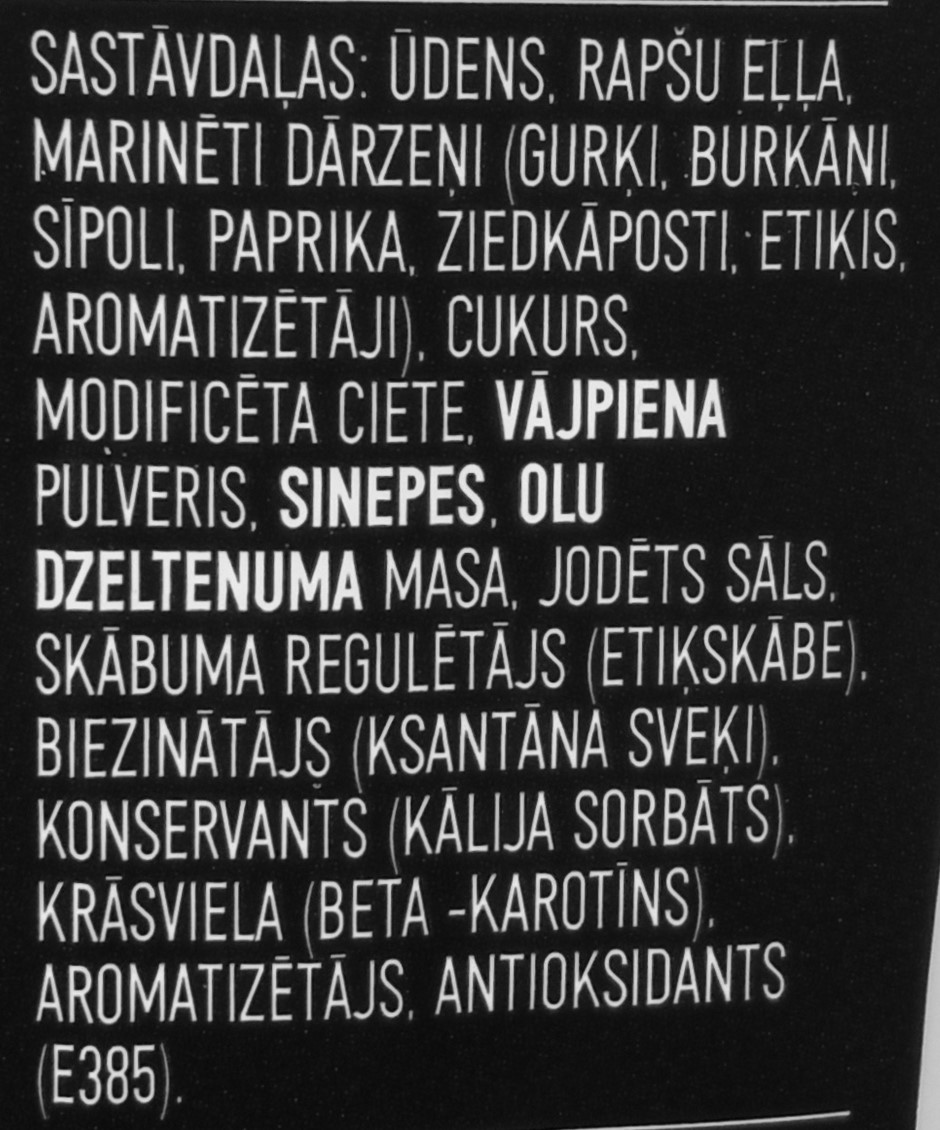 SASTĀVDAĻAS: ŪDENS, RAPŠU EĻĻA,
MARINĒTI DĀRZEŅI (GURĶI, BURKĀNI,
SĪPOLI, PAPRIKA, ZIEDKĀPOSTI, ETIĶIS,
AROMATIZĒTĀJI), CUKURS,
MODIFICĒTA CIETE, VĀJPIENA
PULVERIS, SINEPES, OLU
DZELTENUMA MASA, JODĒTS SĀLS,
SKĀBUMA REGULĒTĀJS (ETIĶSKĀBE),
BIEZINĀTĀJS (KSANTĀNA SVEĶI),
KONSERVANTS (KĀLIJA SORBĀTS),
KRĀSVIELA (BETA -KAROTĪNS),
AROMATIZĒTĀJS, ANTIOKSIDANTS
(E385).